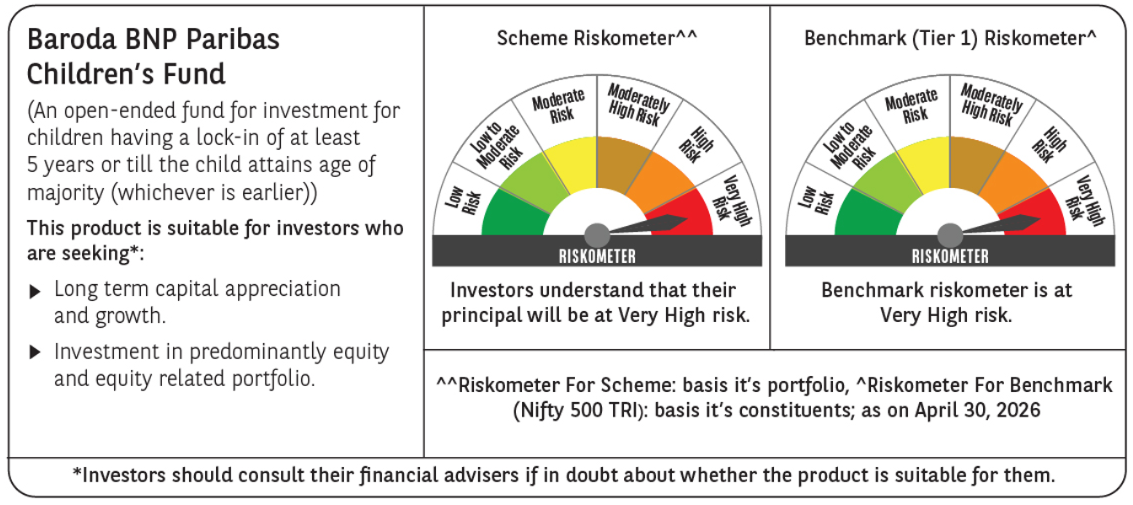 Baroda BNP Paribas
Children's Fund
(An open-ended fund for investment for
children having a lock-in of at least
5 years or till the child attains age of
majority (whichever is earlier))
This product is suitable for investors who
are seeking*:
Long term capital appreciation
and growth.
Investment in predominantly equity
and equity related portfolio.
Scheme Riskometer^^
Low
Risk
Low to
Moderate
Risk
Moderate
Risk
Moderately
High Risk
High
Risk
Very High
Risk
RISKOMETER
Investors understand that their
principal will be at Very High risk.
Benchmark (Tier 1) Riskometer^
Low
Risk
Low to
Moderate
Risk
Moderate
Risk
Moderately
High Risk
High
Risk
Very High
Risk
RISKOMETER
Benchmark riskometer is at
Very High risk.
^^Riskometer For Scheme: basis it's portfolio, ^Riskometer For Benchmark
(Nifty 500 TRI): basis it's constituents; as on April 30, 2026
*Investors should consult their financial advisers if in doubt about whether the product is suitable for them.